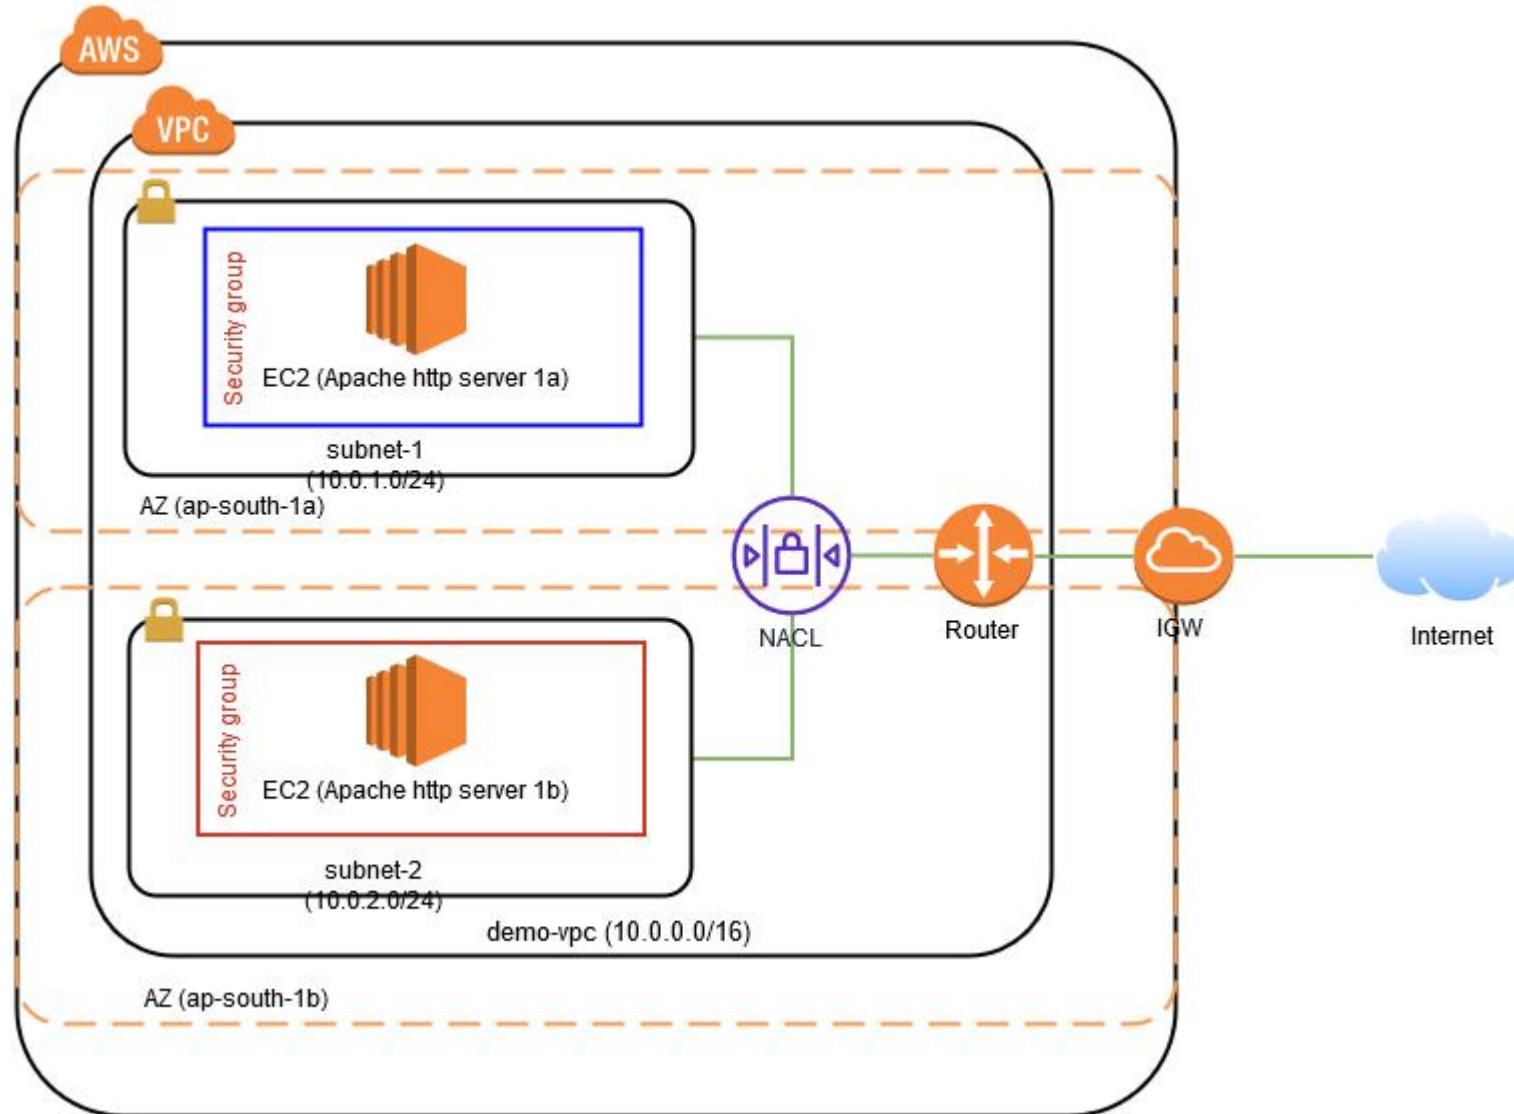 AWS
VPC
Security group
EC2 (Apache http server 1a)
subnet-1
(10.0.1.0/24)
AZ (ap-south-1a)
NACL
Router
IGW
Internet
Security group
EC2 (Apache http server 1b)
subnet-2
(10.0.2.0/24)
demo-vpc (10.0.0.0/16)
AZ (ap-south-1b)